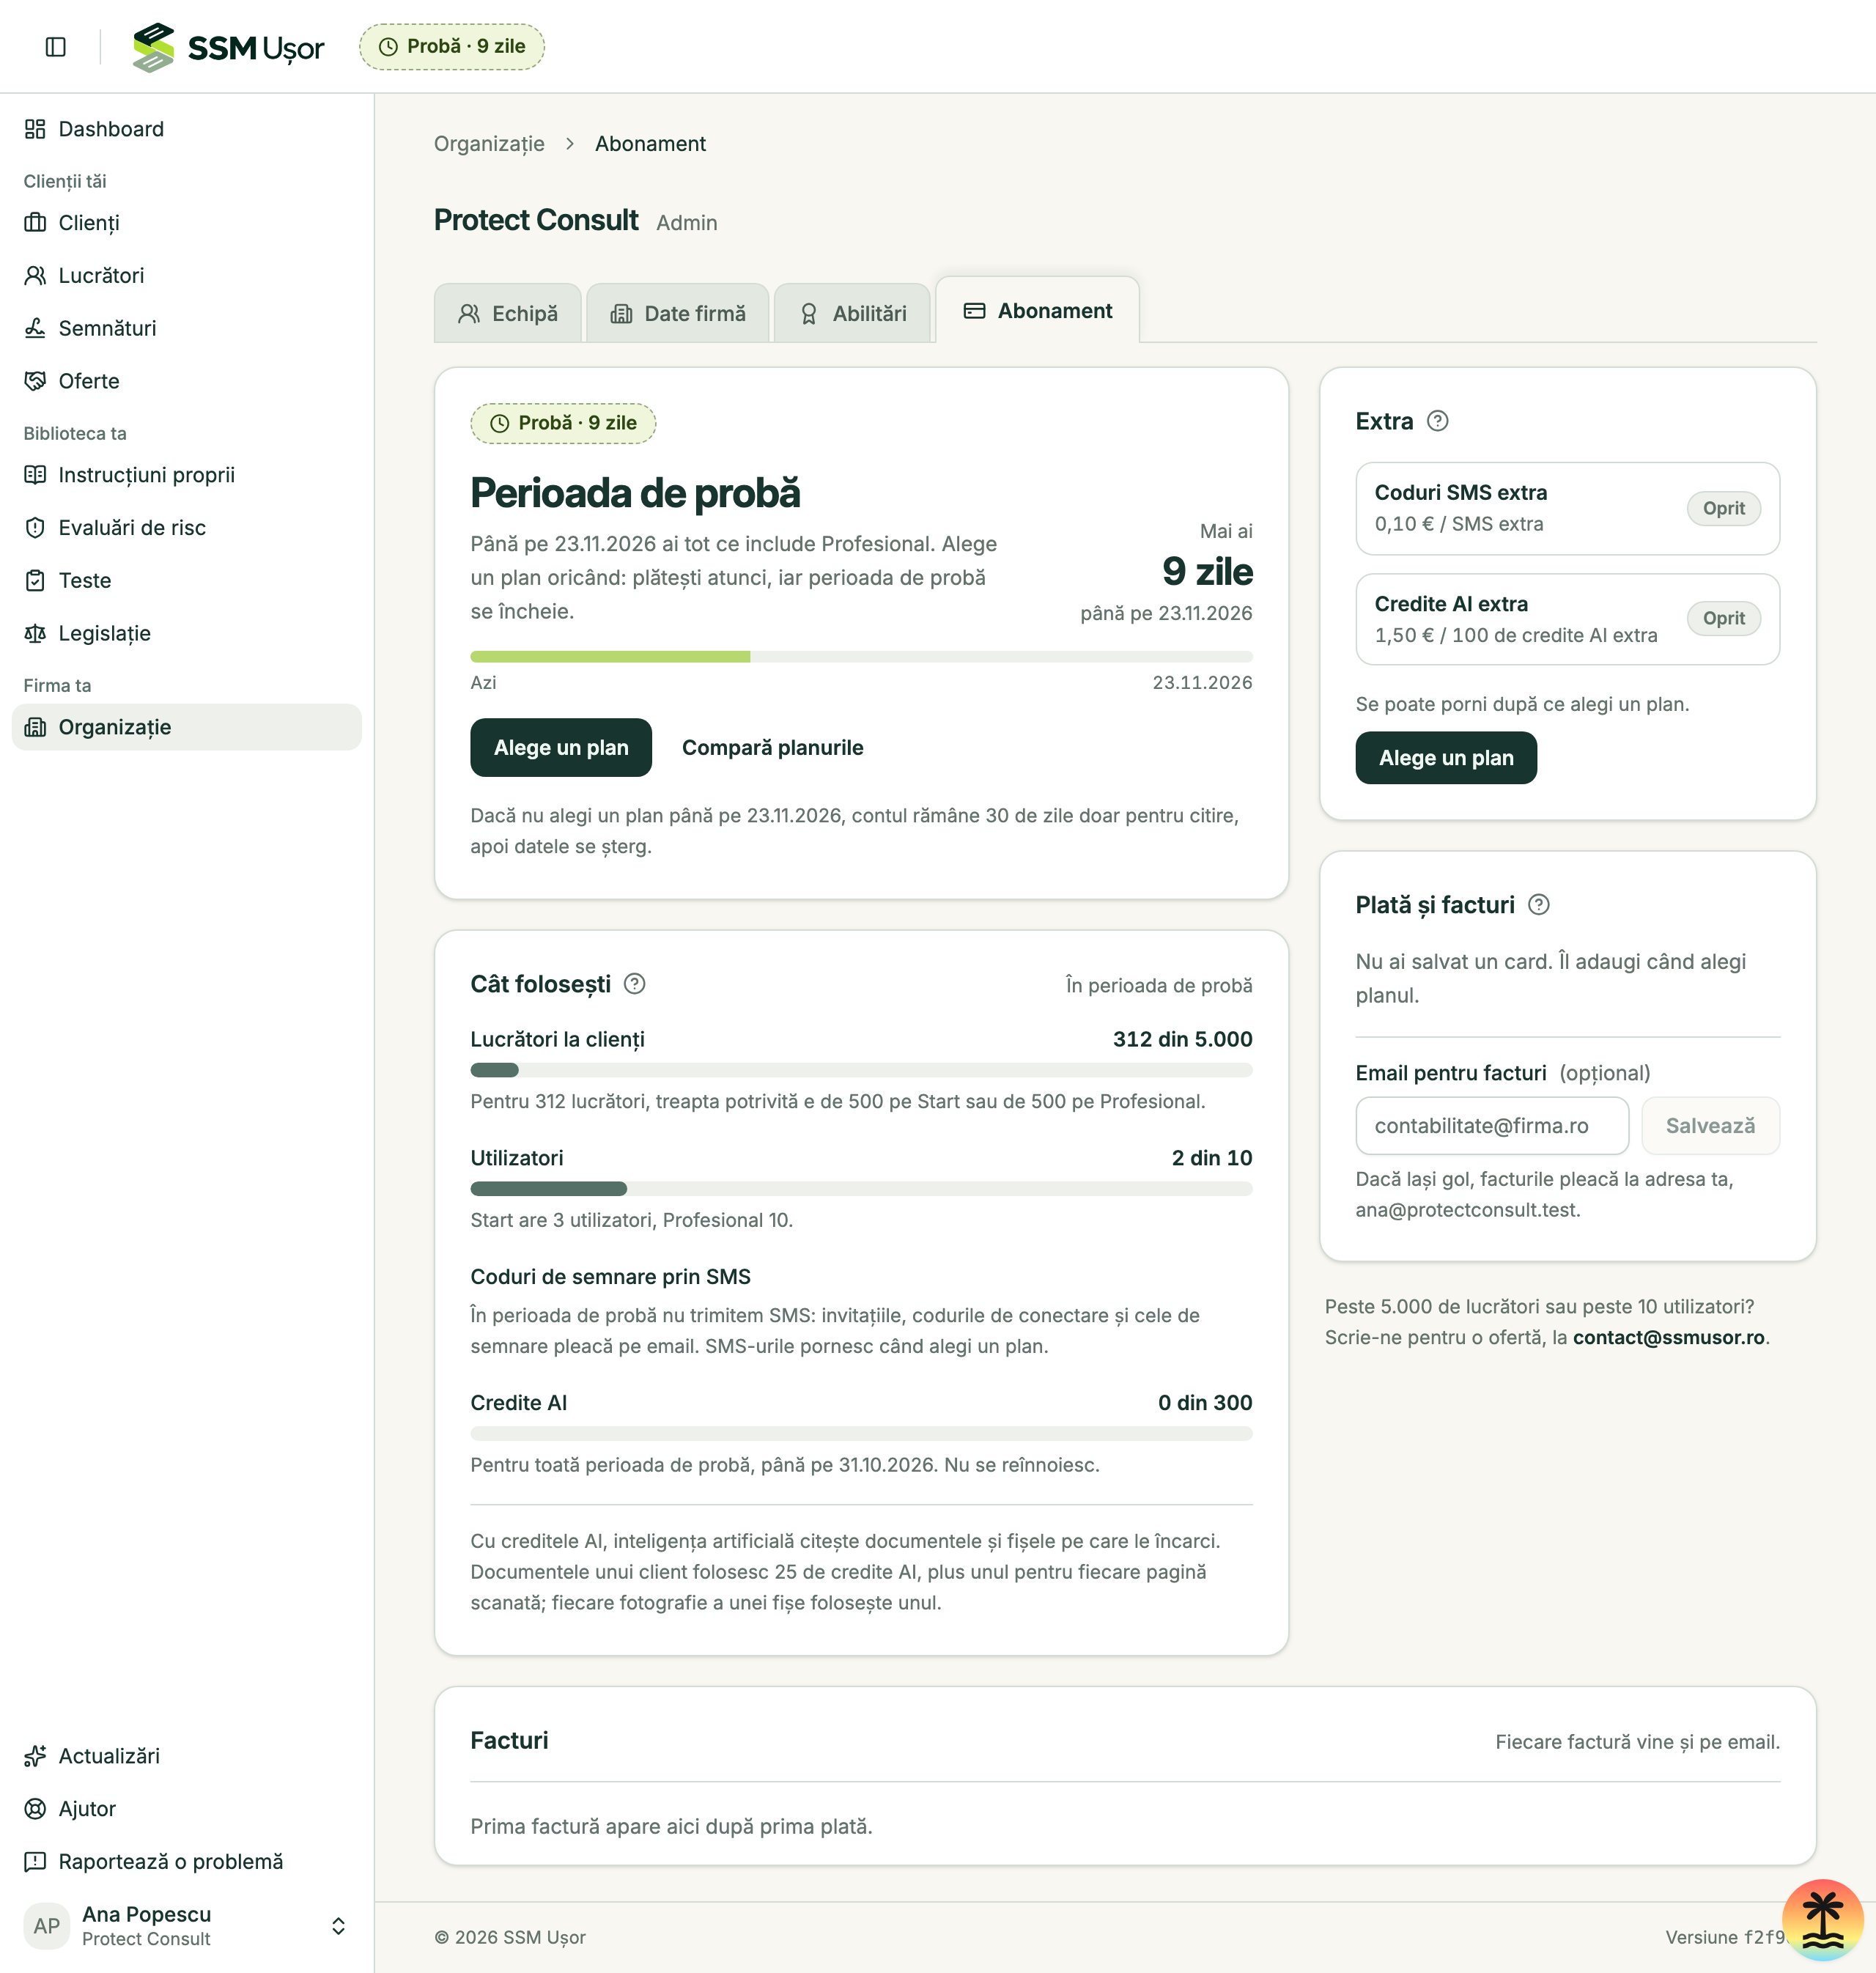 SSM Ușor
Probă · 9 zile
Dashboard
Clienții tăi
Clienți
Lucrători
Semnături
Oferte
Biblioteca ta
Instrucțiuni proprii
Evaluări de risc
Teste
Legislație
Firma ta
Organizație
Actualizări
Ajutor
Raportează o problemă
AP
Ana Popescu
Protect Consult
Organizație > Abonament
Protect Consult Admin
Echipă
Date firmă
Abilitări
Abonament
Probă · 9 zile
Perioada de probă
Până pe 23.11.2026 ai tot ce include Profesional. Alege
un plan oricând: plătești atunci, iar perioada de probă
se încheie.
Mai ai
9 zile
până pe 23.11.2026
Azi
23.11.2026
Alege un plan
Compară planurile
Dacă nu alegi un plan până pe 23.11.2026, contul rămâne 30 de zile doar pentru citire,
apoi datele se șterg.
Cât folosești
În perioada de probă
Lucrători la clienți
312 din 5.000
Pentru 312 lucrători, treapta potrivită e de 500 pe Start sau de 500 pe Profesional.
Utilizatori
2 din 10
Start are 3 utilizatori, Profesional 10.
Coduri de semnare prin SMS
În perioada de probă nu trimitem SMS: invitațiile, codurile de conectare și cele de
semnare pleacă pe email. SMS-urile pornesc când alegi un plan.
Credite AI
0 din 300
Pentru toată perioada de probă, până pe 31.10.2026. Nu se reînnoiesc.
Cu creditele AI, inteligența artificială citește documentele și fișele pe care le încarci.
Documentele unui client folosesc 25 de credite AI, plus unul pentru fiecare pagină
scanată; fiecare fotografie a unei fișe folosește unul.
Extra
Coduri SMS extra
0,10 € / SMS extra
Oprit
Credite AI extra
1,50 € / 100 de credite AI extra
Oprit
Se poate porni după ce alegi un plan.
Alege un plan
Plată și facturi
Nu ai salvat un card. Îl adaugi când alegi
planul.
Email pentru facturi (opțional)
contabilitate@firma.ro
Salvează
Dacă lași gol, facturile pleacă la adresa ta,
ana@protectconsult.test.
Peste 5.000 de lucrători sau peste 10 utilizatori?
Scrie-ne pentru o ofertă, la contact@ssmusor.ro.
Facturi
Fiecare factură vine și pe email.
Prima factură apare aici după prima plată.
© 2026 SSM Ușor
Versiune